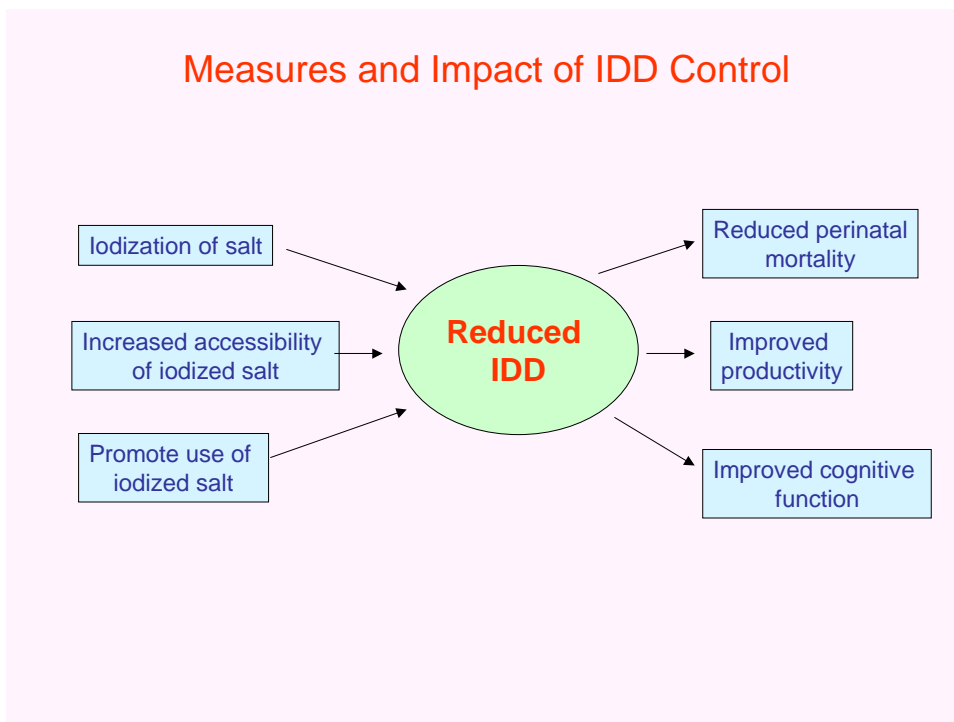 Measures and Impact of IDD Control
Iodization of salt
Increased accessibility
of iodized salt
Promote use of
iodized salt
Reduced
IDD
Reduced perinatal
mortality
Improved
productivity
Improved cognitive
function